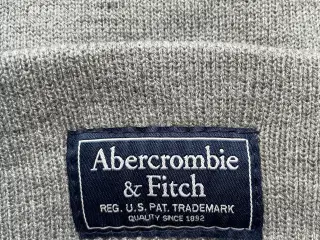 Abercrombie
& Fitch
REG. U.S. PAT. TRADEMARK
QUALITY SINCE 1892